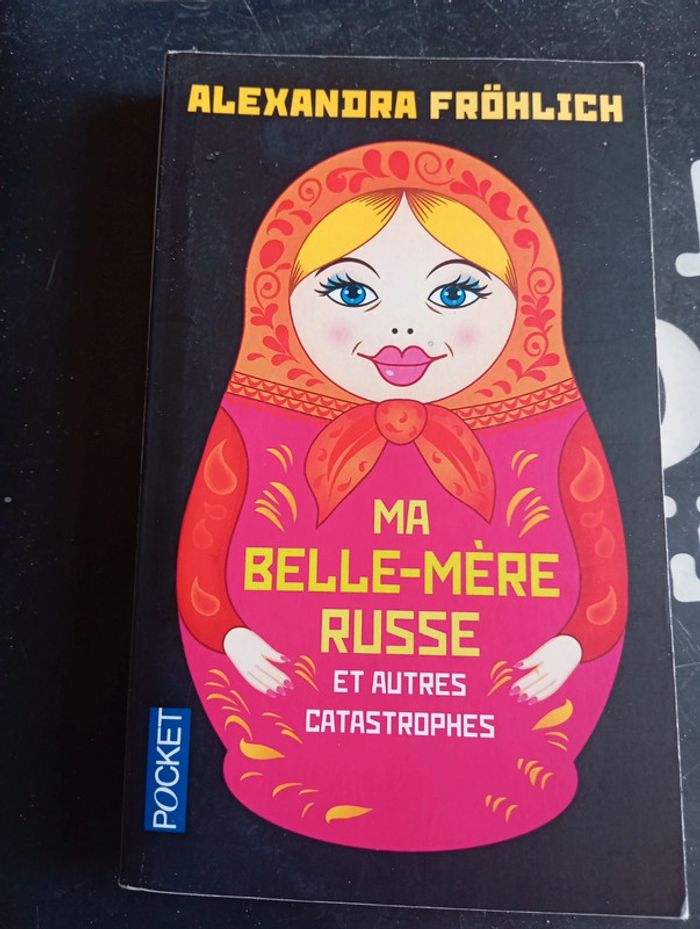 ALEXANDRA FRÖHLICH
MA
BELLE-MÈRE
RUSSE
ET AUTRES
CATASTROPHES
POCKET